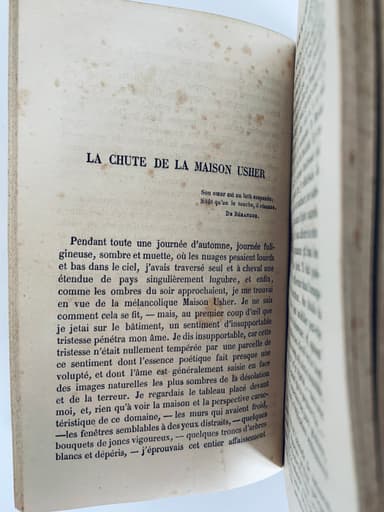 LA CHUTE DE LA MAISON USHER
Son cœur est un luth suspendu;
Sitôt qu'on le touche, il résonne.
DE BÉRANGER.
Pendant toute une journée d'automne, journée fuli-
gineuse, sombre et muette, où les nuages pesaient lourds
et bas dans le ciel, j'avais traversé seul et à cheval une
étendue de pays singulièrement lugubre, et enfin,
comme les ombres du soir approchaient, je me trouvai
en vue de la mélancolique Maison Usher. Je ne sais
comment cela se fit, — mais, au premier coup d'œil que
je jetai sur le bâtiment, un sentiment d'insupportable
tristesse pénétra mon âme. Je dis insupportable, car cette
tristesse n'était nullement tempérée par une parcelle de
ce sentiment dont l'essence poétique fait presque une
volupté, et dont l'âme est généralement saisie en face
des images naturelles les plus sombres de la désolation
et de la terreur. Je regardais le tableau placé devant
moi, et, rien qu'à voir la maison et la perspective carac-
téristique de ce domaine, — les murs qui avaient froid,
— les fenêtres semblables à des yeux distraits, — quelques
bouquets de joncs vigoureux, — quelques troncs d'arbres
blancs et dépéris, — j'éprouvais cet entier affaissement